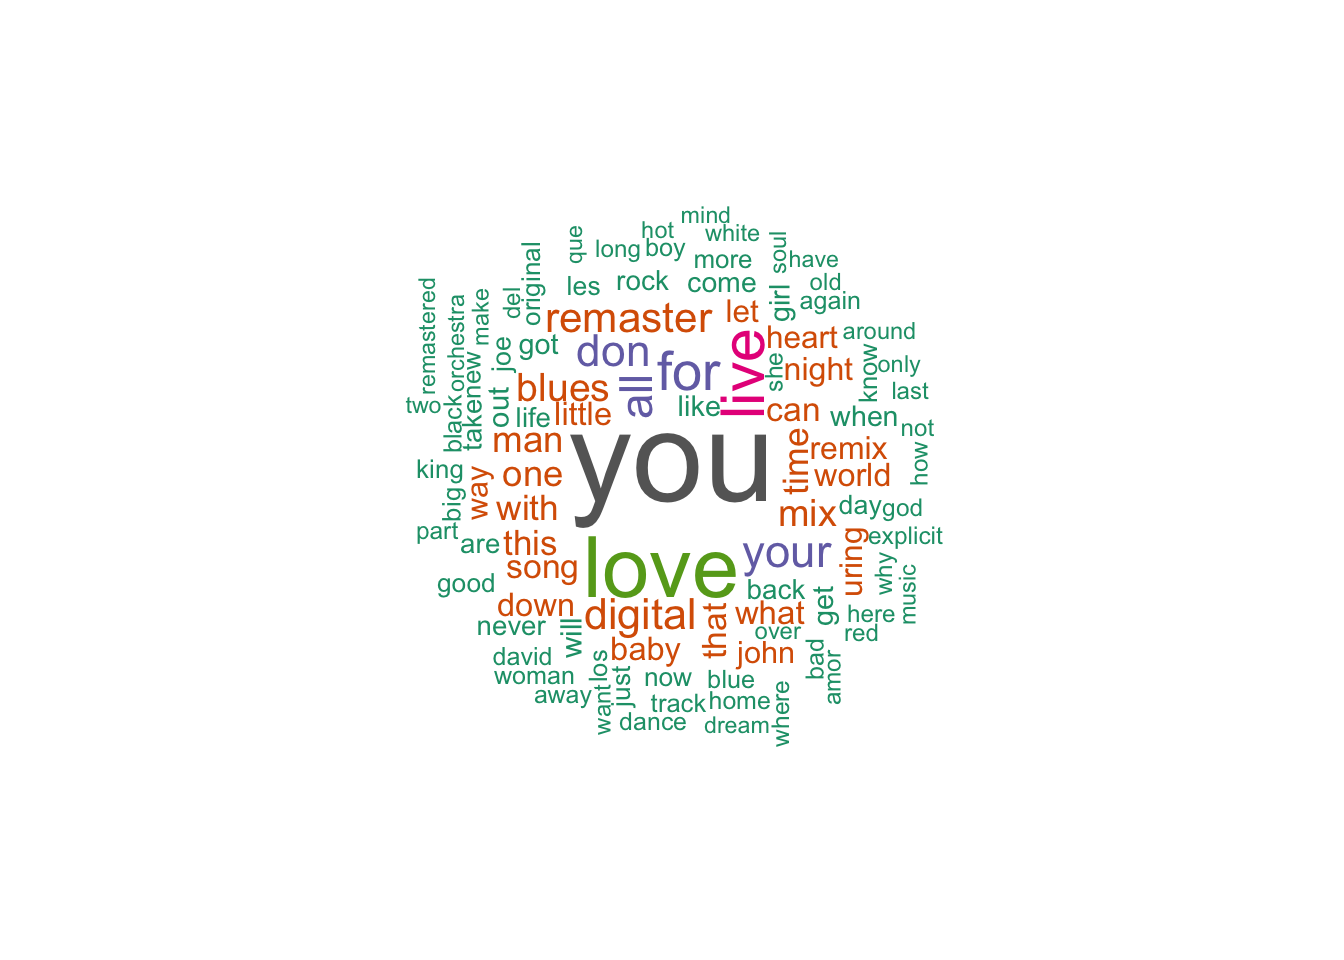 mind
hot
white
que
long
boy
soul
have
original
more
les
rock
come
old
del
girl
again
remastered
orchestra
make
remaster
let
live
heart
around
joe
got
don
for
she
night
know
only
new
blues
all
like
can
last
two
black
take
out
life
little
when
not
man
you
time
remix
how
king
big
way
one
world
with
mix
day
god
part
are
this
love
your
uring
explicit
song
why
good
back
get
music
down
digital
that
what
here
never
will
over
red
baby
john
bad
david
los
amor
woman
just
now
blue
away
want
track
home
where
dance
dream